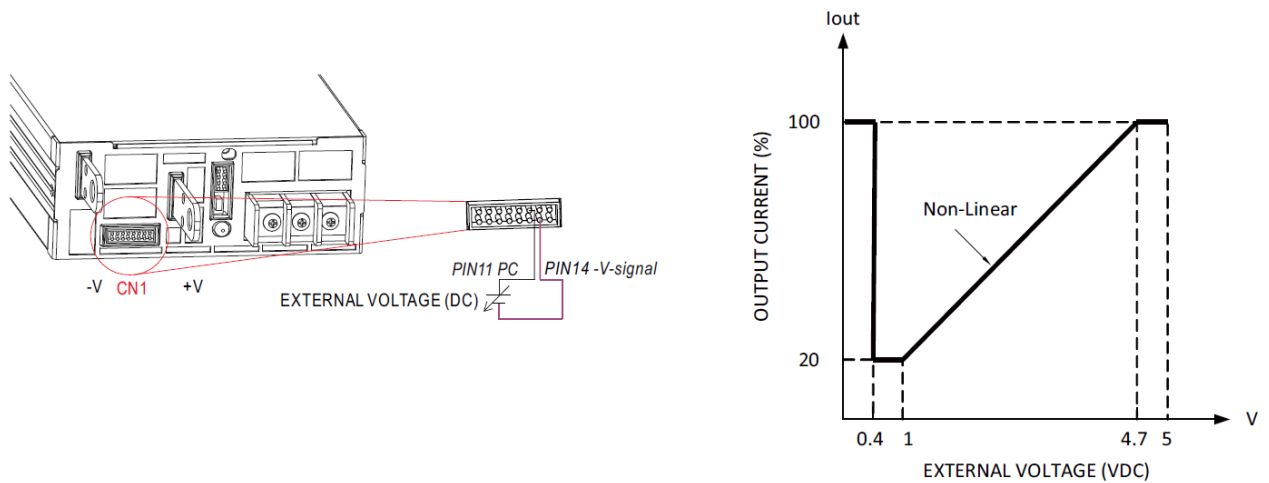 -V
CN1
+V
PIN11 PC
PIN14 -V-signal
EXTERNAL VOLTAGE (DC)
Iout
OUTPUT CURRENT (%)
100
20
Non-Linear
0.4
1
4.7
5
V
EXTERNAL VOLTAGE (VDC)